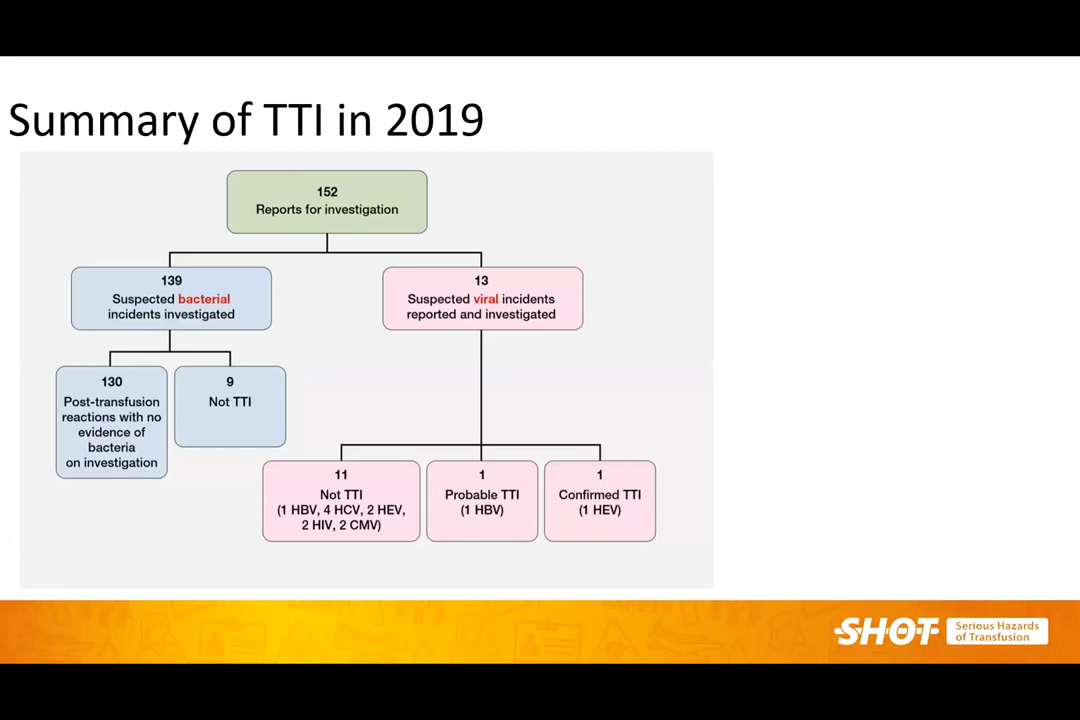 Summary of TTI in 2019
152
Reports for investigation
139
Suspected bacterial
incidents investigated
13
Suspected viral incidents
reported and investigated
130
Post-transfusion
reactions with no
evidence of
bacteria
on investigation
9
Not TTI
11
Not TTI
(1 HBV, 4 HCV, 2 HEV,
2 HIV, 2 CMV)
1
Probable TTI
(1 HBV)
1
Confirmed TTI
(1 HEV)
SHOT
Serious Hazards
of Transfusion